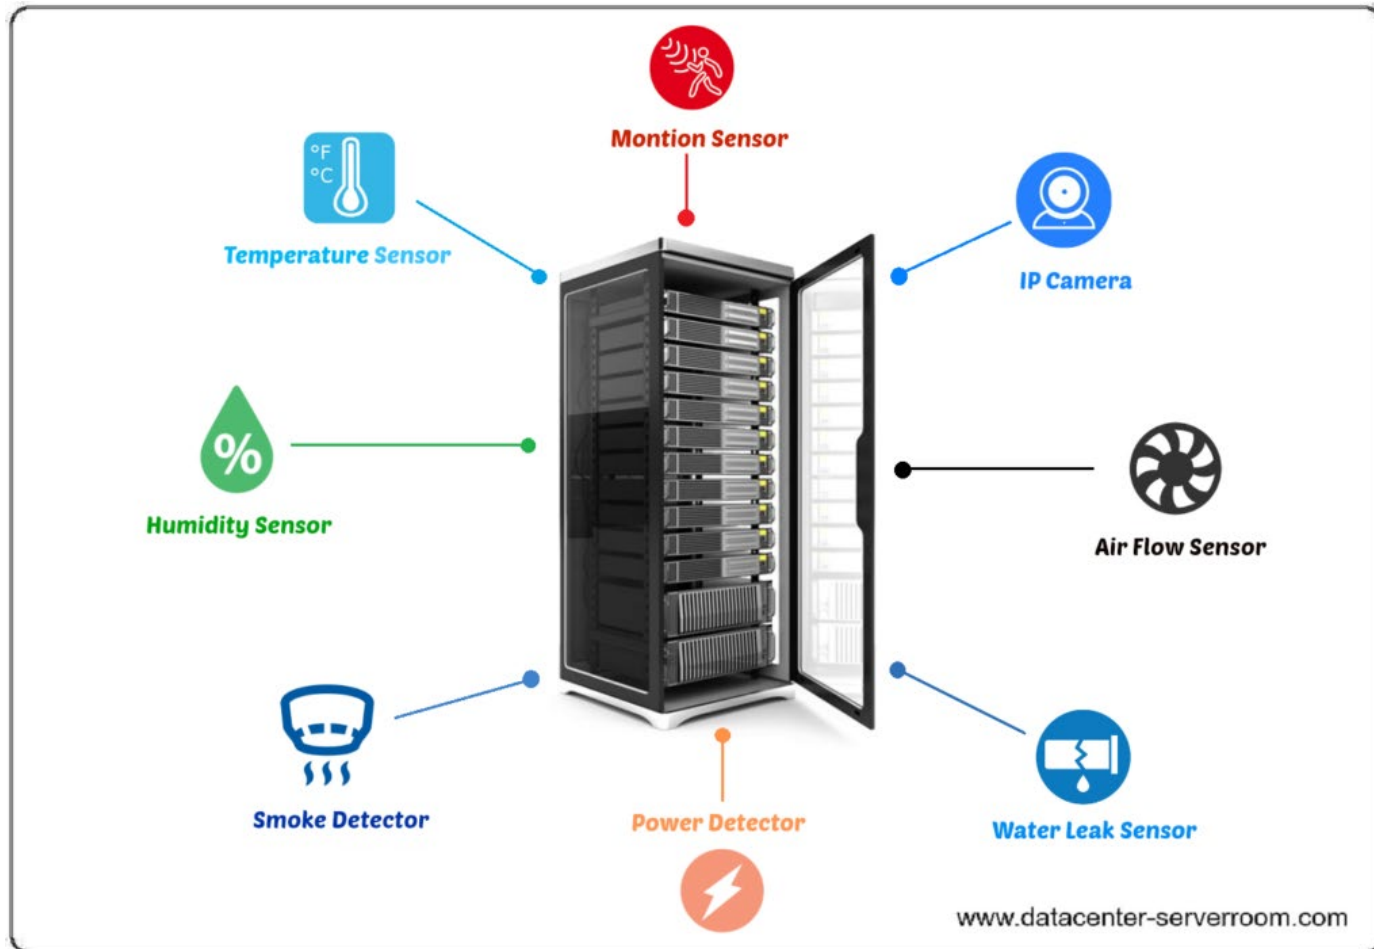 Montion Sensor
°F
°C
Temperature Sensor
IP Camera
%
Humidity Sensor
Air Flow Sensor
Smoke Detector
Power Detector
Water Leak Sensor
www.datacenter-serverroom.com